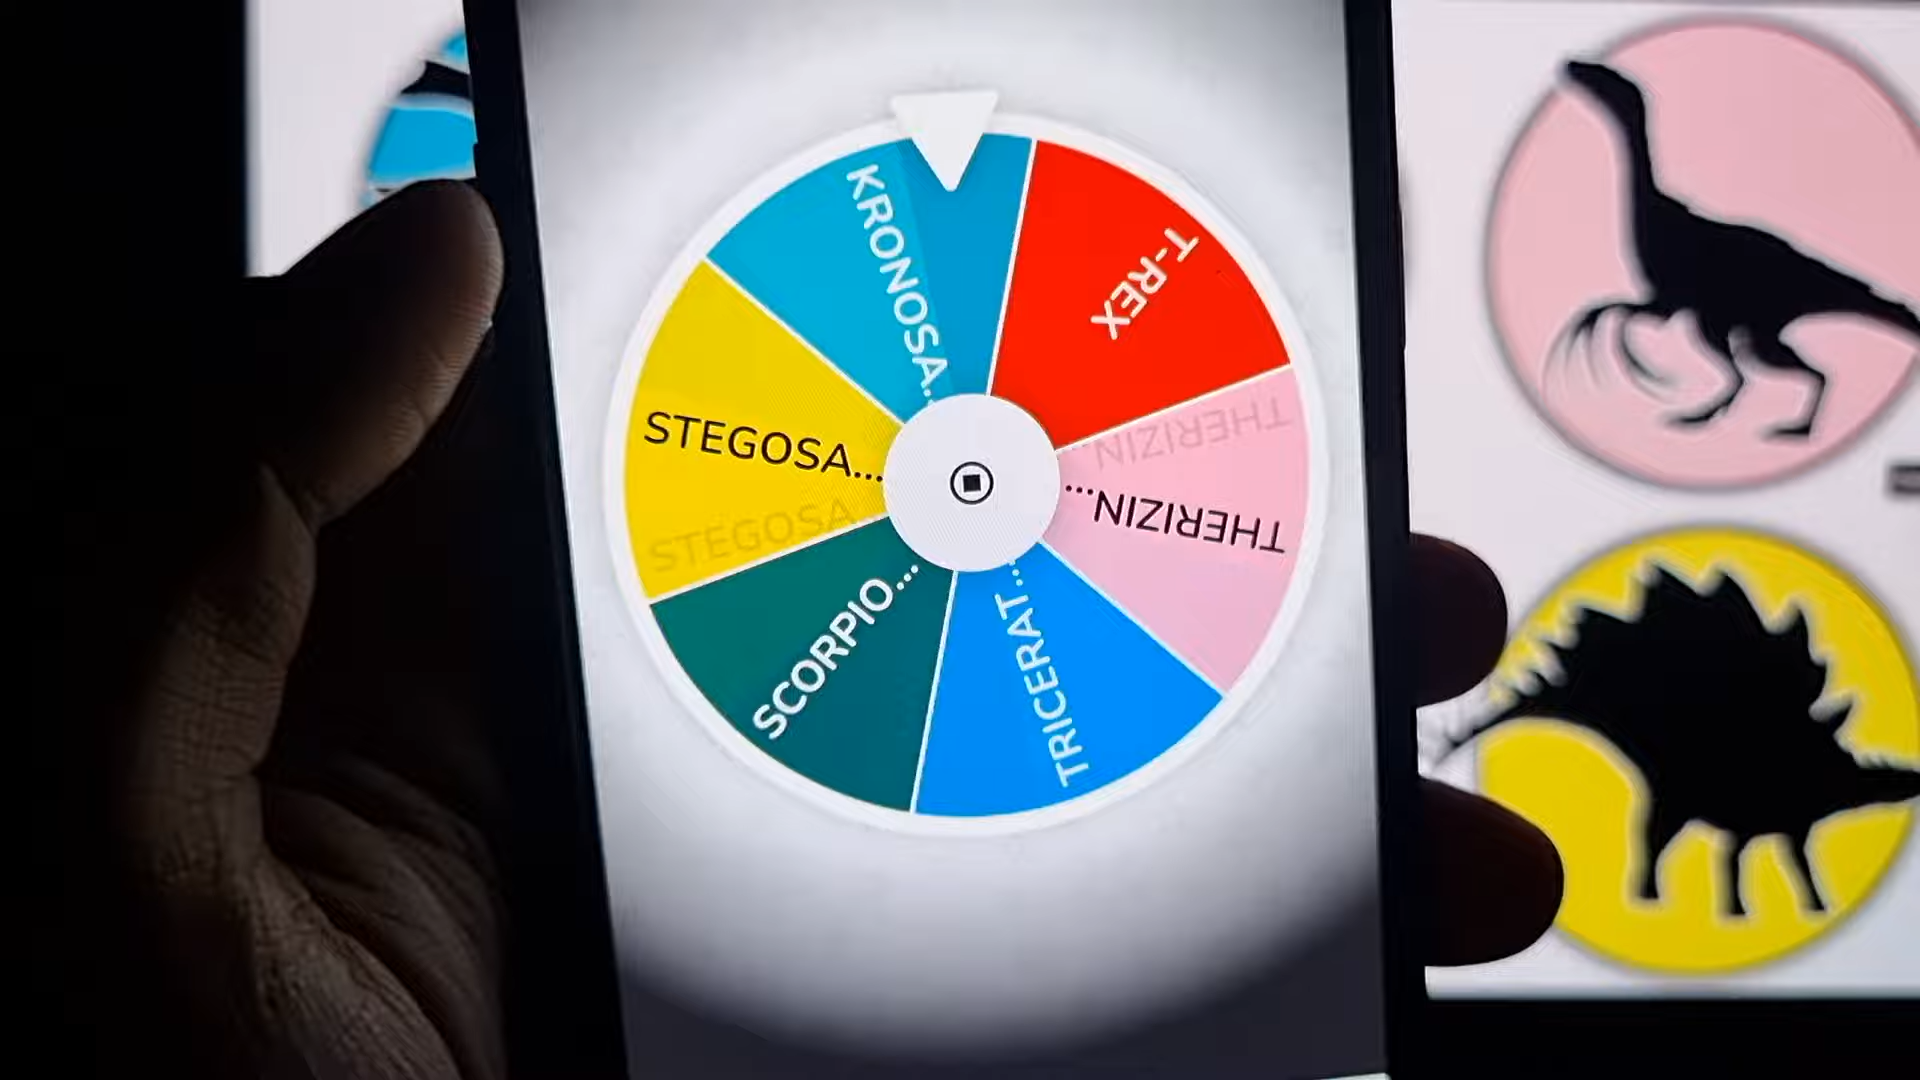 KRONOSA...
T-REX
THERIZIN...
THERIZIN...
TRICERAT...
SCORPIO...
STEGOSA...
STEGOSA...